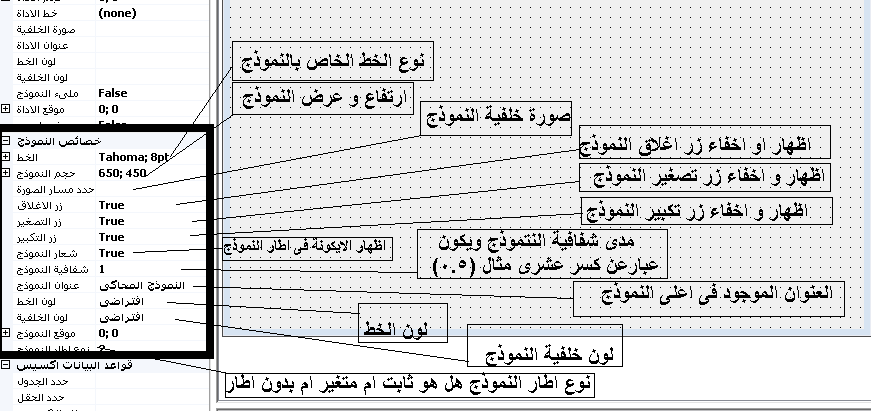 خط الاداة (none)
صورة الخلفية
عنوان الاداة
لون الخط
لون الخلفية
ملىء النموذج False
موقع الاداة 0; 0
False
خصائص النموذج
الخط Tahoma; 8pt
حجم النموذج 650; 450
حدد مسار الصورة
زر الاغلاق True
زر التصغير True
زر التكبير True
شعار النموذج True
شفافية النموذج 1
عنوان النموذج النموذج المحاكى
لون الخط افتراضى
لون الخلفية افتراضى
موقع النموذج 0; 0
نوع اطار النموذج 2
قواعد البيانات اكسيس
حدد الجدول
حدد الحقل
نوع الخط الخاص بالنموذج
ارتفاع و عرض النموذج
صورة خلفية النموذج
اظهار او اخفاء زر اغلاق النموذج
اظهار و اخفاء زر تصغير النموذج
اظهار و اخفاء زر تكبير النموذج
اظهار الايكونة فى اطار النموذج
مدى شفافية النتموذج ويكون
عبارعن كسر عشرى مثال (٠.٥)
العنوان الموجود فى اعلى النموذج
لون الخط
لون خلفية النموذج
نوع اطار النموذج هل هو ثابت ام متغير ام بدون اطار